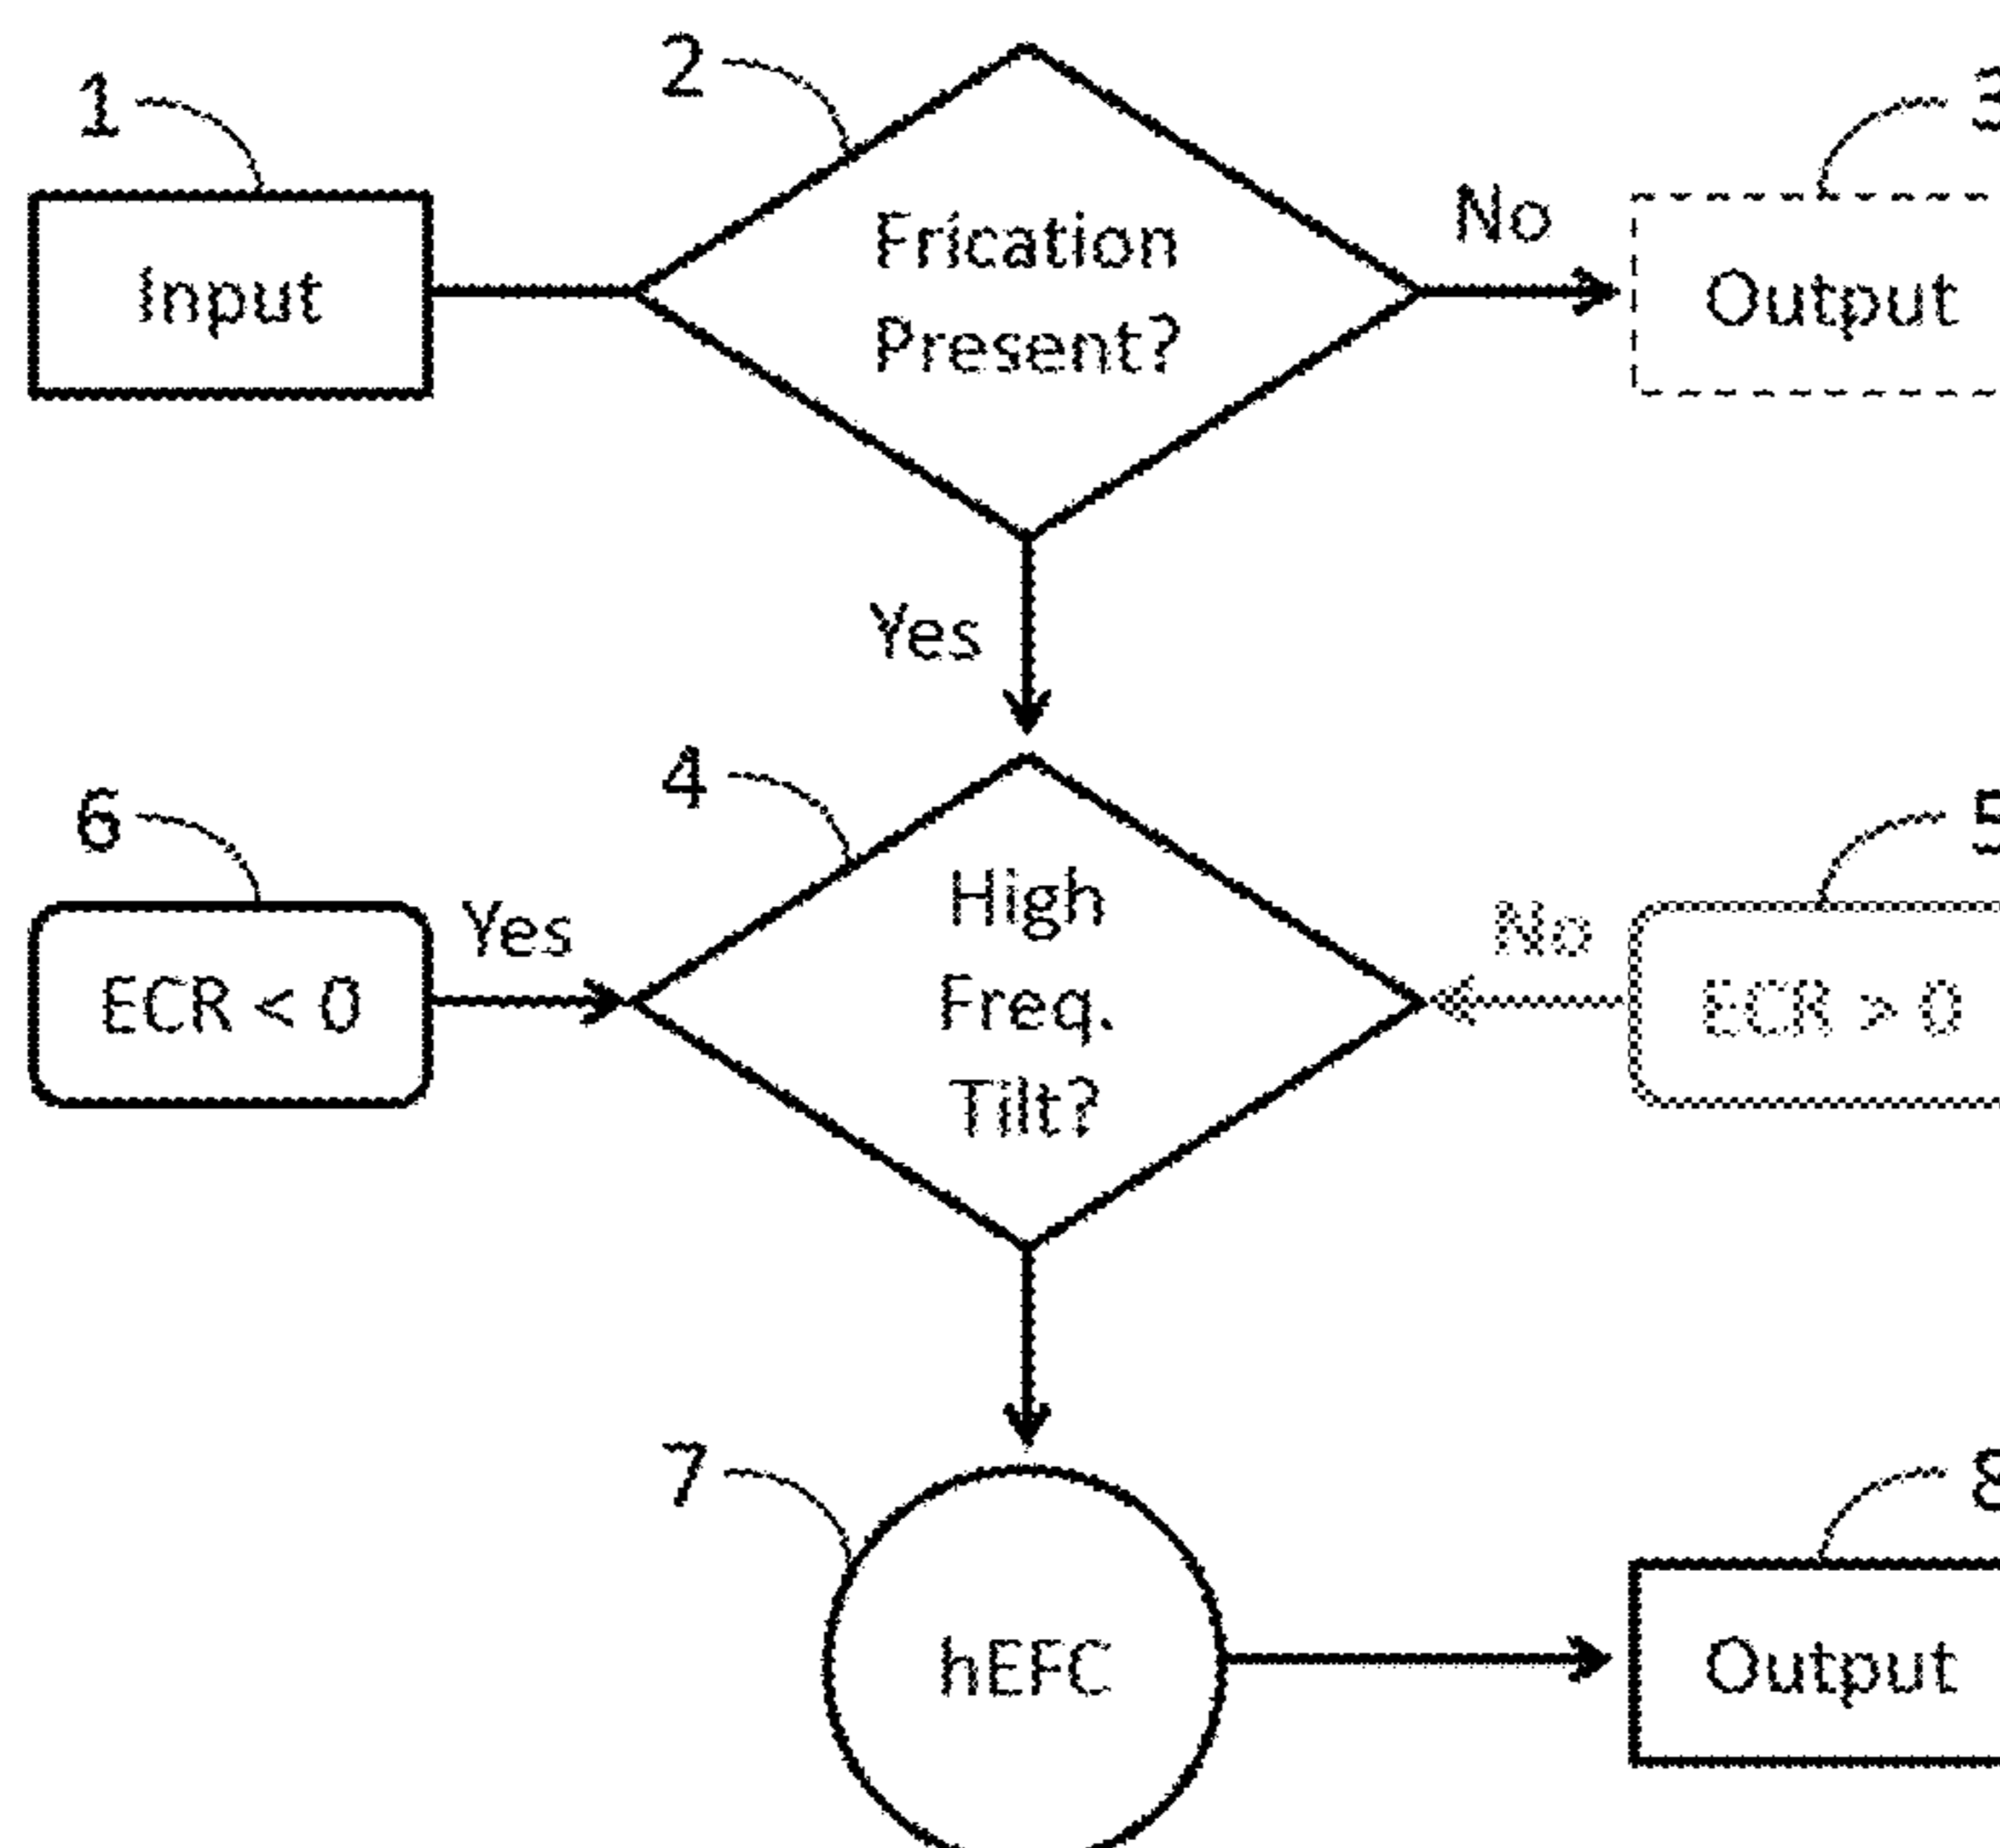 1
2
3
Input
Frication
Present?
No
Output
Yes
4
6
5
High
Freq.
Tilt?
Yes
No
ECR < 0
ECR > 0
7
8
hEFC
Output